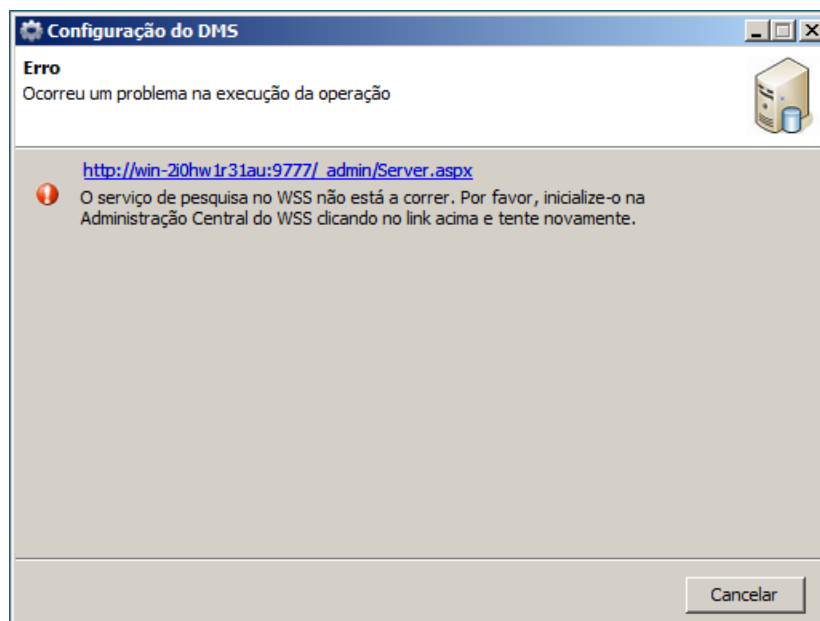 Configuração do DMS
Erro
Ocorreu um problema na execução da operação
http://win-2i0hw1r31au:9777/_admin/Server.aspx
O serviço de pesquisa no WSS não está a correr. Por favor, inicialize-o na
Administração Central do WSS clicando no link acima e tente novamente.
Cancelar